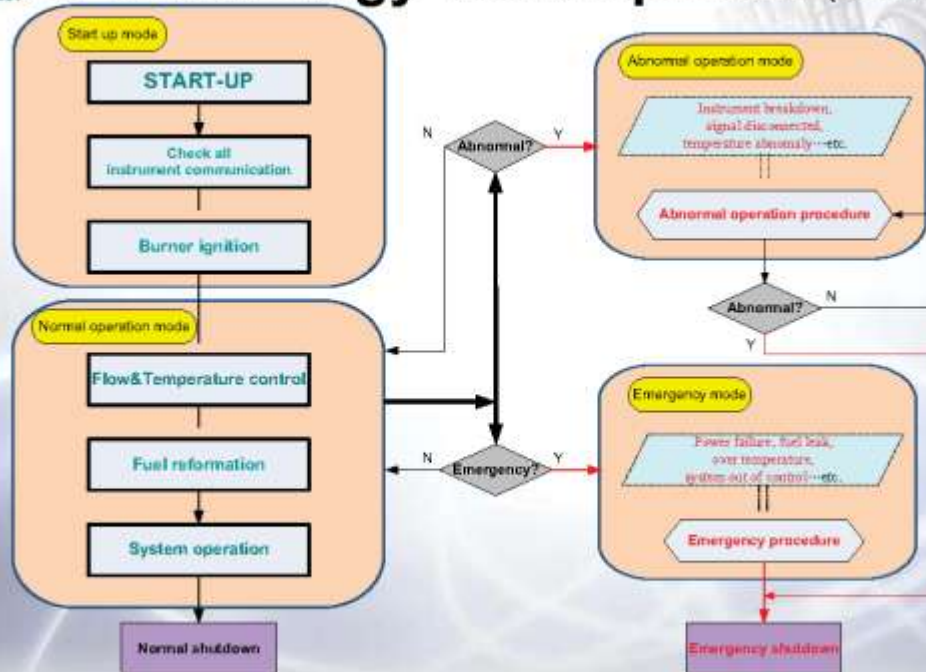 Start up mode
START-UP
Check all
instrument communication
Burner ignition
Normal operation mode
Flow&Temperature control
Fuel reformation
System operation
Normal shutdown
N
Abnormal?
Y
N
Emergency?
Y
Abnormal operation mode
Instrument breakdown,
signal disconnected,
temperature abnomaly⋯etc.
Abnormal operation procedure
Abnormal?
N
Y
Emergency mode
Power failure, fuel leak,
over temperature,
system out of control⋯etc.
Emergency procedure
Emergency shutdown